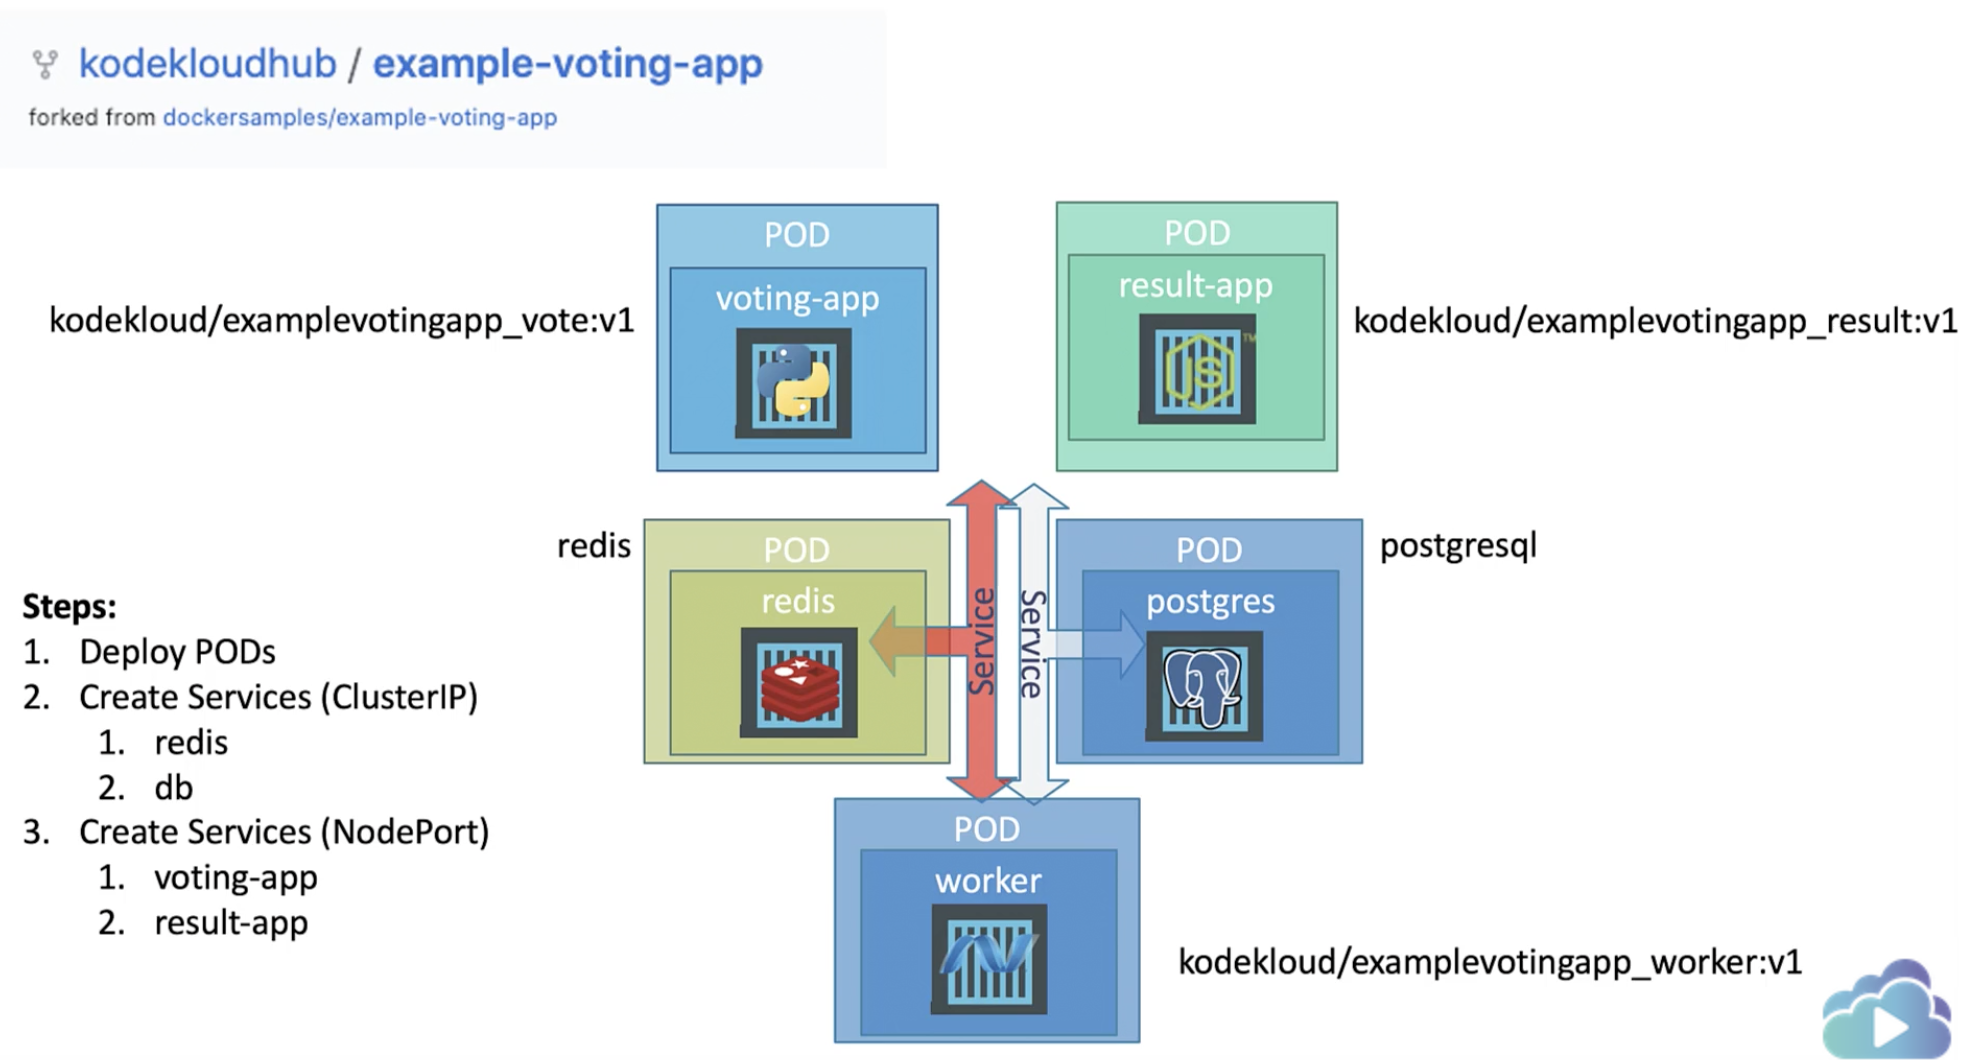 kodekloudhub / example-voting-app
forked from dockersamples/example-voting-app
POD
voting-app
kodekloud/examplevotingapp_vote:v1
POD
result-app
JS
TM
kodekloud/examplevotingapp_result:v1
redis
POD
redis
Service
Service
POD
postgres
postgresql
Steps:
1. Deploy PODs
2. Create Services (ClusterIP)
1. redis
2. db
3. Create Services (NodePort)
1. voting-app
2. result-app
POD
worker
kodekloud/examplevotingapp_worker:v1